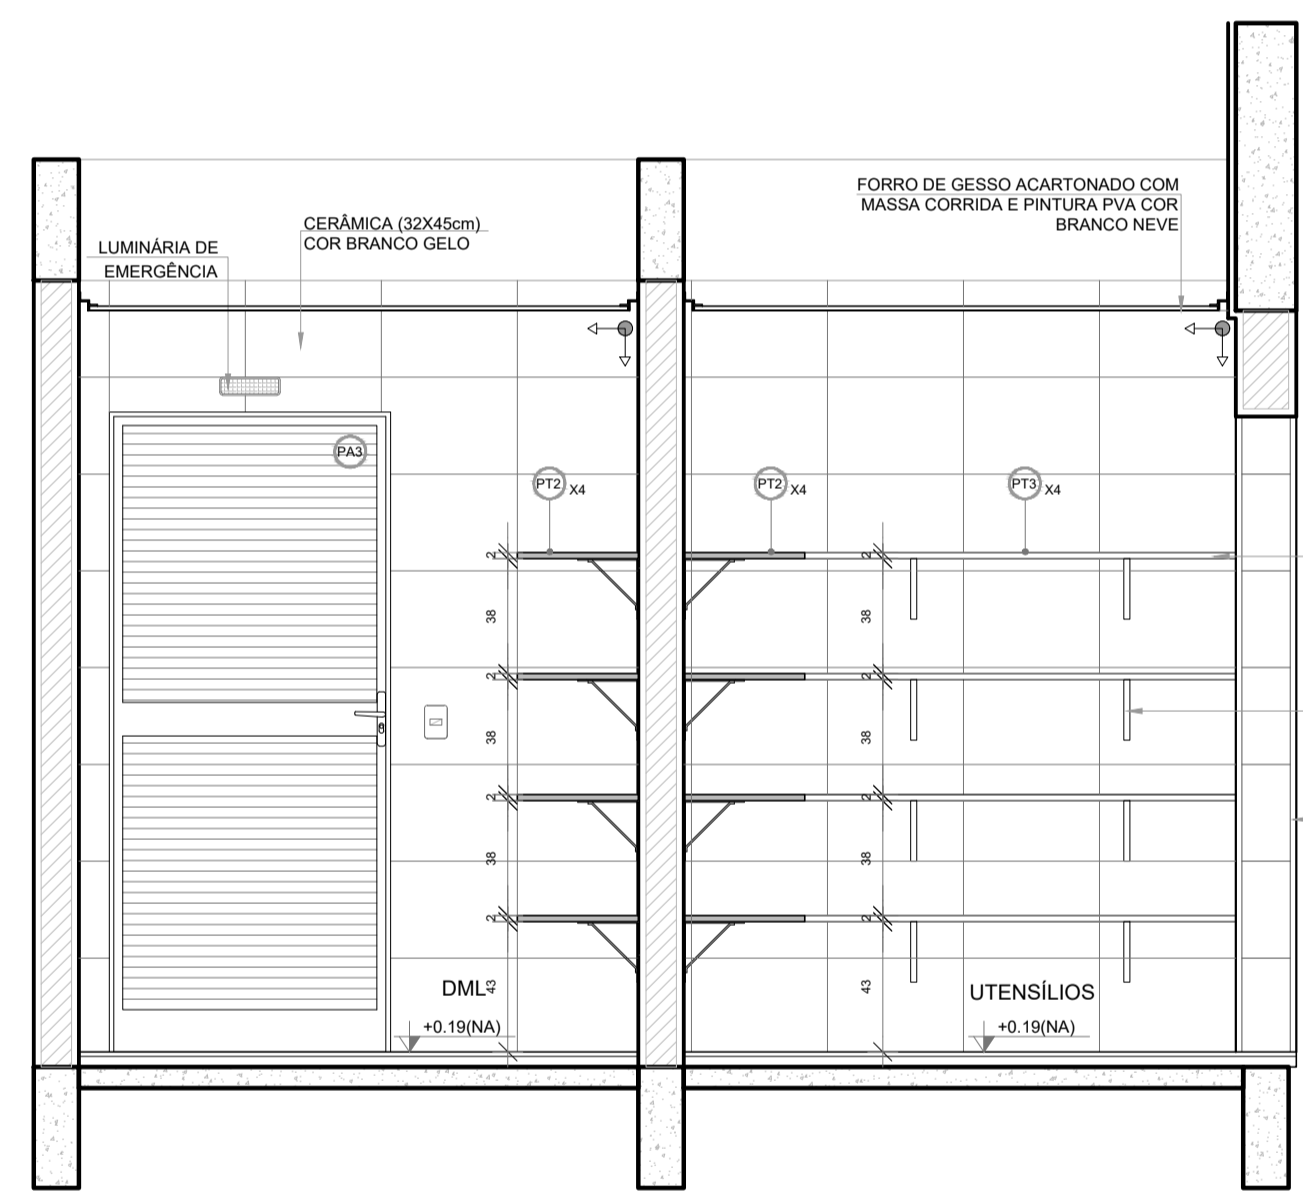 FORRO DE GESSO ACARTONADO COM
MASSA CORRIDA E PINTURA PVA COR
BRANCO NEVE
CERÂMICA (32X45cm)
COR BRANCO GELO
LUMINÁRIA DE
EMERGÊNCIA
PA3
PT2 X4
PT2 X4
PT3 X4
2
2
38
38
2
2
38
38
2
2
38
38
2
2
43
43
DML
UTENSÍLIOS
+0.19(NA)
+0.19(NA)